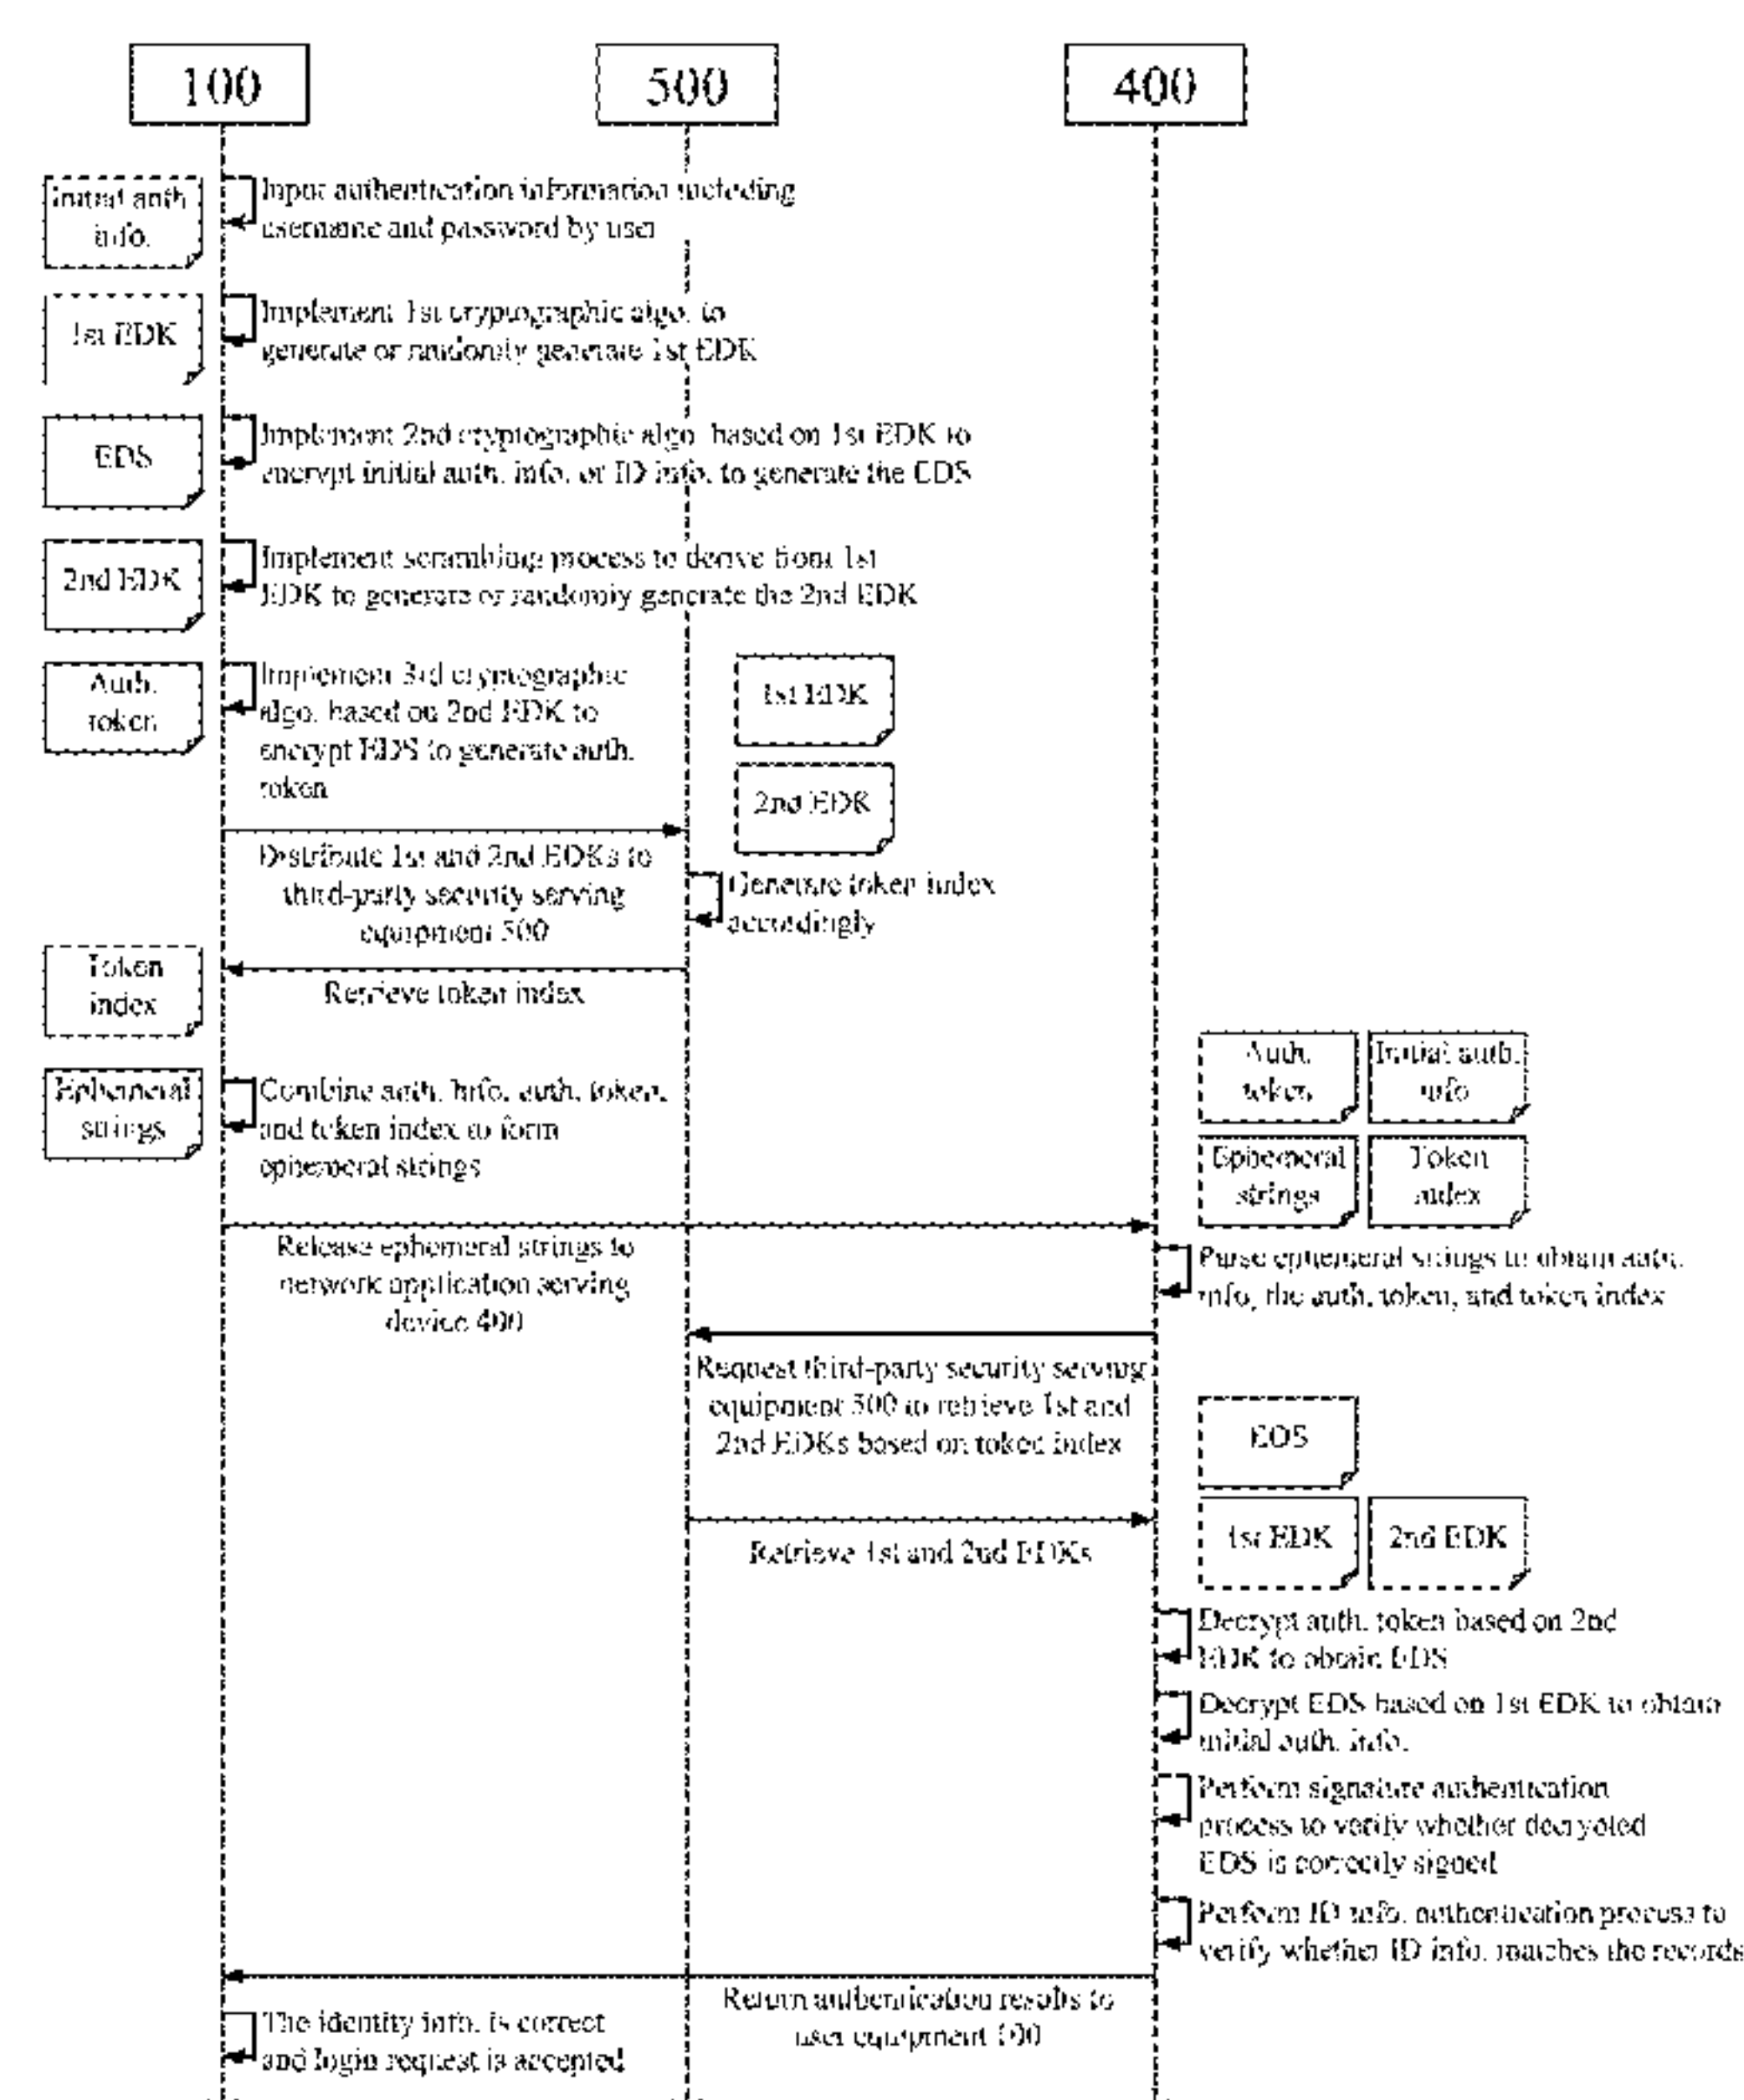 100
500
400
Initial auth
info.
Input authentication information including
username and password by user
1st EDK
Implement 1st cryptographic algo. to
generate or randomly generate 1st EDK
EDS
Implement 2nd cryptographic algo. based on 1st EDK to
encrypt initial auth. info. or ID info. to generate the EDS
2nd EDK
Implement scrambling process to derive from 1st
EDK to generate or randomly generate the 2nd EDK
Auth.
token
Implement 3rd cryptographic
algo. based on 2nd EDK to
encrypt EDS to generate auth.
token
1st EDK
2nd EDK
Distribute 1st and 2nd EDKs to
third-party security serving
equipment 500
Generate token index
accordingly
Token
index
Retrieve token index
Ephemeral
strings
Combine auth. info, auth. token,
and token index to form
ephemeral strings
Auth.
token
Initial auth.
info
Ephemeral
strings
Token
index
Release ephemeral strings to
network application serving
device 400
Parse ephemeral strings to obtain auth.
info, the auth. token, and token index
Request third-party security serving
equipment 500 to retrieve 1st and
2nd EDKs based on token index
EDS
1st EDK
2nd EDK
Retrieve 1st and 2nd EDKs
Decrypt auth. token based on 2nd
EDK to obtain EDS
Decrypt EDS based on 1st EDK to obtain
initial auth. info.
Perform signature authentication
process to verify whether decrypted
EDS is correctly signed
Perform ID info. authentication process to
verify whether ID info. matches the records
Return authentication results to
user equipment 100
The identity info. is correct
and login request is accepted